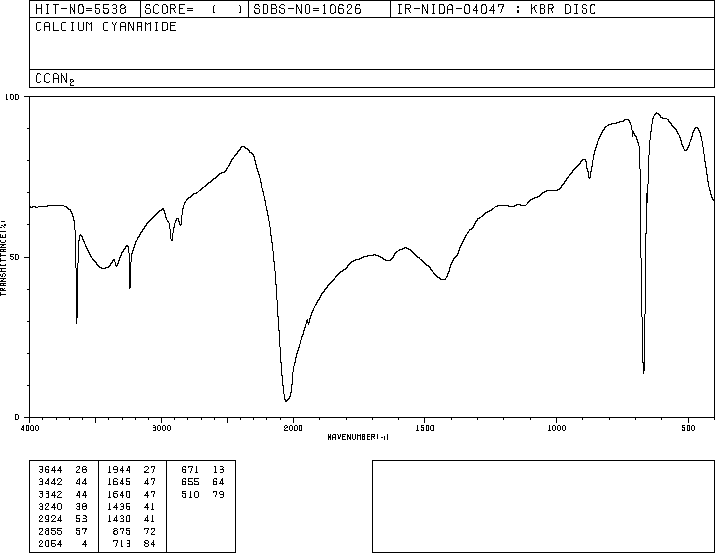 HIT-NO=5538 SCORE= ( ) SDBS-NO=10626 IR-NIDA-04047 : KBR DISC
CALCIUM CYANAMIDE
CCAN₂
100
50
0
TRANSMITTANCE(%)
4000 3000 2000 1500 1000 500
WAVENUMBER(-1)
3644 28 1944 27 671 13
3442 44 1645 47 655 64
3342 44 1640 47 510 79
3240 38 1436 41
2924 53 1430 41
2855 57 875 72
2054 4 713 84